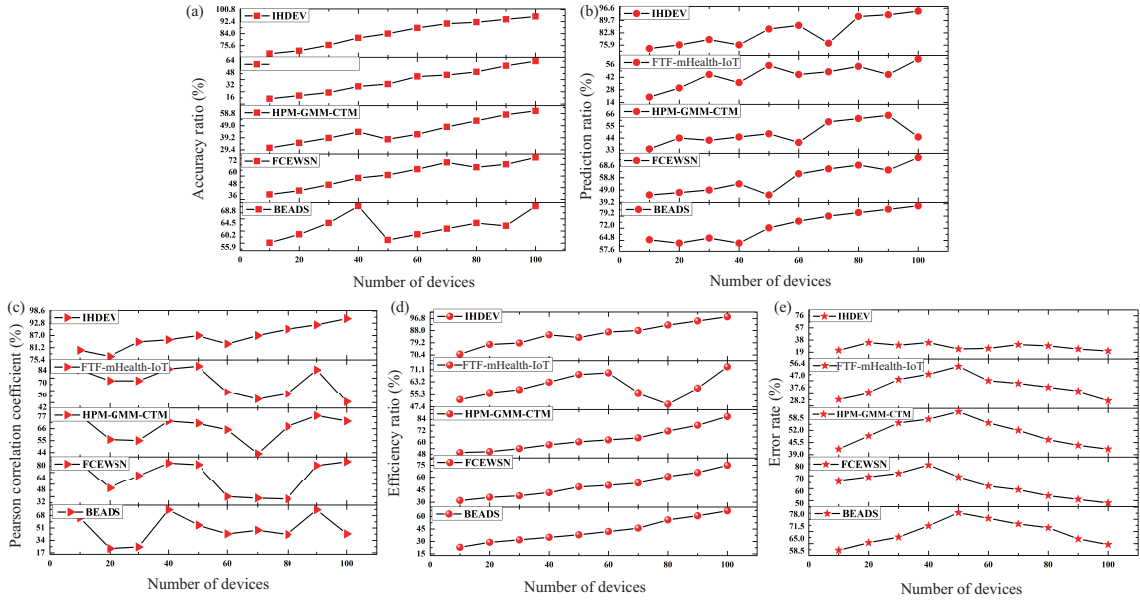 (a)
Accuracy ratio (%)
100.8
92.4
84.0
75.6
IHDEV
64
48
32
16
58.8
49.0
39.2
29.4
HPM-GMM-CTM
72
60
48
36
FCEWSN
68.8
64.5
60.2
55.9
BEADS
0 20 40 60 80 100
Number of devices
(b)
Prediction ratio (%)
96.6
89.7
82.8
75.9
IHDEV
56
42
28
14
FTF-mHealth-IoT
66
55
44
33
HPM-GMM-CTM
68.6
58.8
49.0
39.2
FCEWSN
79.2
72.0
64.8
57.6
BEADS
0 20 40 60 80 100
Number of devices
(c)
Pearson correlation coefficient (%)
98.6
92.8
87.0
81.2
75.4
IHDEV
84
70
56
42
FTF-mHealth-IoT
77
66
55
44
HPM-GMM-CTM
80
64
48
32
FCEWSN
68
51
34
17
BEADS
0 20 40 60 80 100
Number of devices
(d)
Efficiency ratio (%)
96.8
88.0
79.2
70.4
IHDEV
71.1
63.2
55.3
47.4
FTF-mHealth-IoT
84
72
60
48
HPM-GMM-CTM
75
60
45
30
FCEWSN
60
45
30
15
BEADS
0 20 40 60 80 100
Number of devices
(e)
Error rate (%)
76
57
38
19
IHDEV
56.4
47.0
37.6
28.2
FTF-mHealth-IoT
58.5
52.0
45.5
39.0
HPM-GMM-CTM
80
70
60
50
FCEWSN
78.0
71.5
65.0
58.5
BEADS
0 20 40 60 80 100
Number of devices